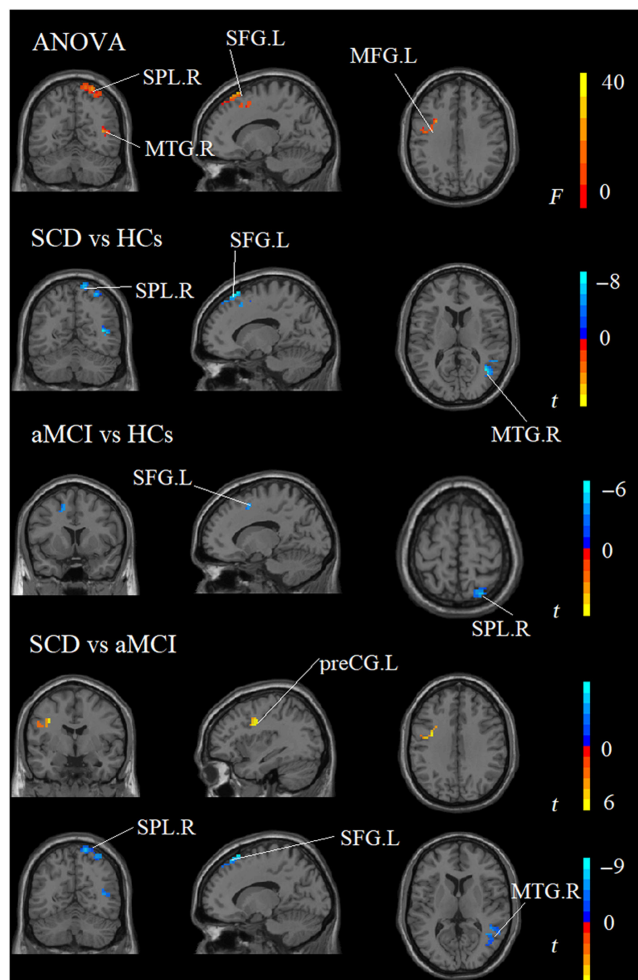 ANOVA
SFG.L
MFG.L
SPL.R
MTG.R
40
0
F
SCD vs HCs
SFG.L
SPL.R
MTG.R
–8
0
t
aMCI vs HCs
SFG.L
SPL.R
–6
0
t
SCD vs aMCI
preCG.L
0
6
t
SPL.R
SFG.L
MTG.R
–9
0
t